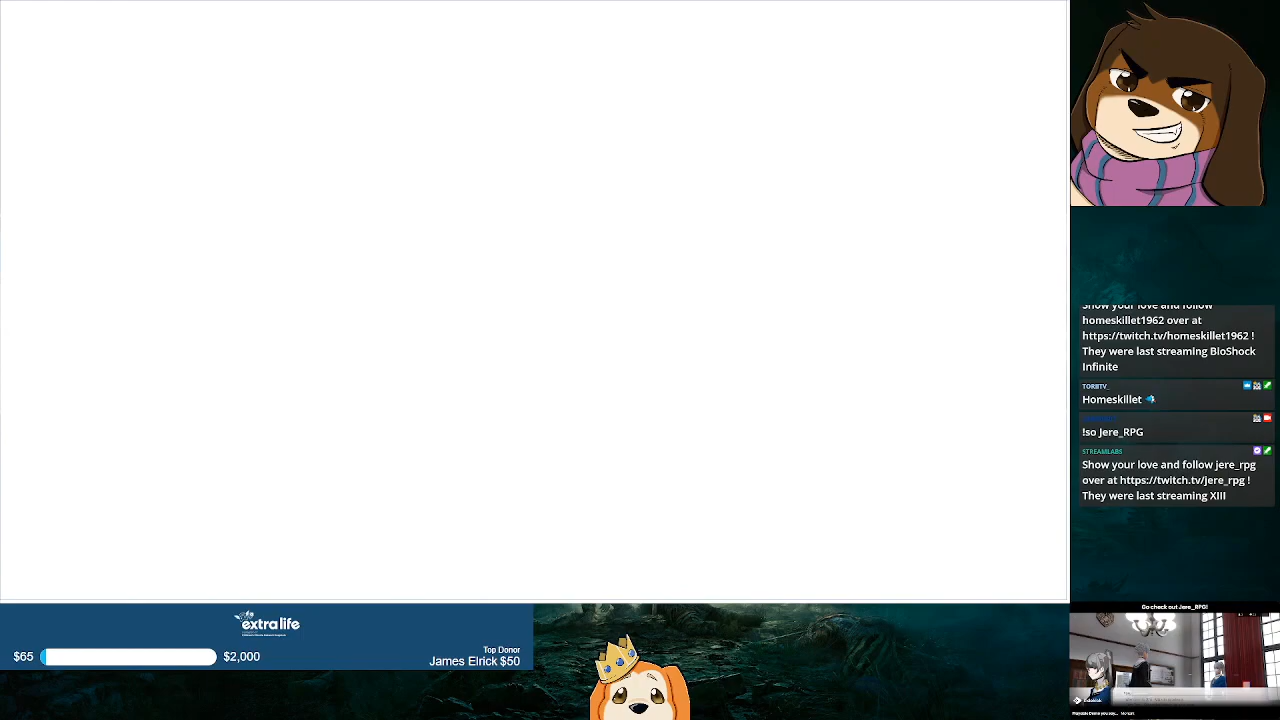 Show your love and follow
homeskillet1962 over at
https://twitch.tv/homeskillet1962 !
They were last streaming BioShock
Infinite
TORBTV_
Homeskillet
!so Jere_RPG
STREAMLABS
Show your love and follow jere_rpg
over at https://twitch.tv/jere_rpg !
They were last streaming XIII
Go check out Jere_RPG!
extralife
$65 $2,000
Top Donor
James Elrick $50